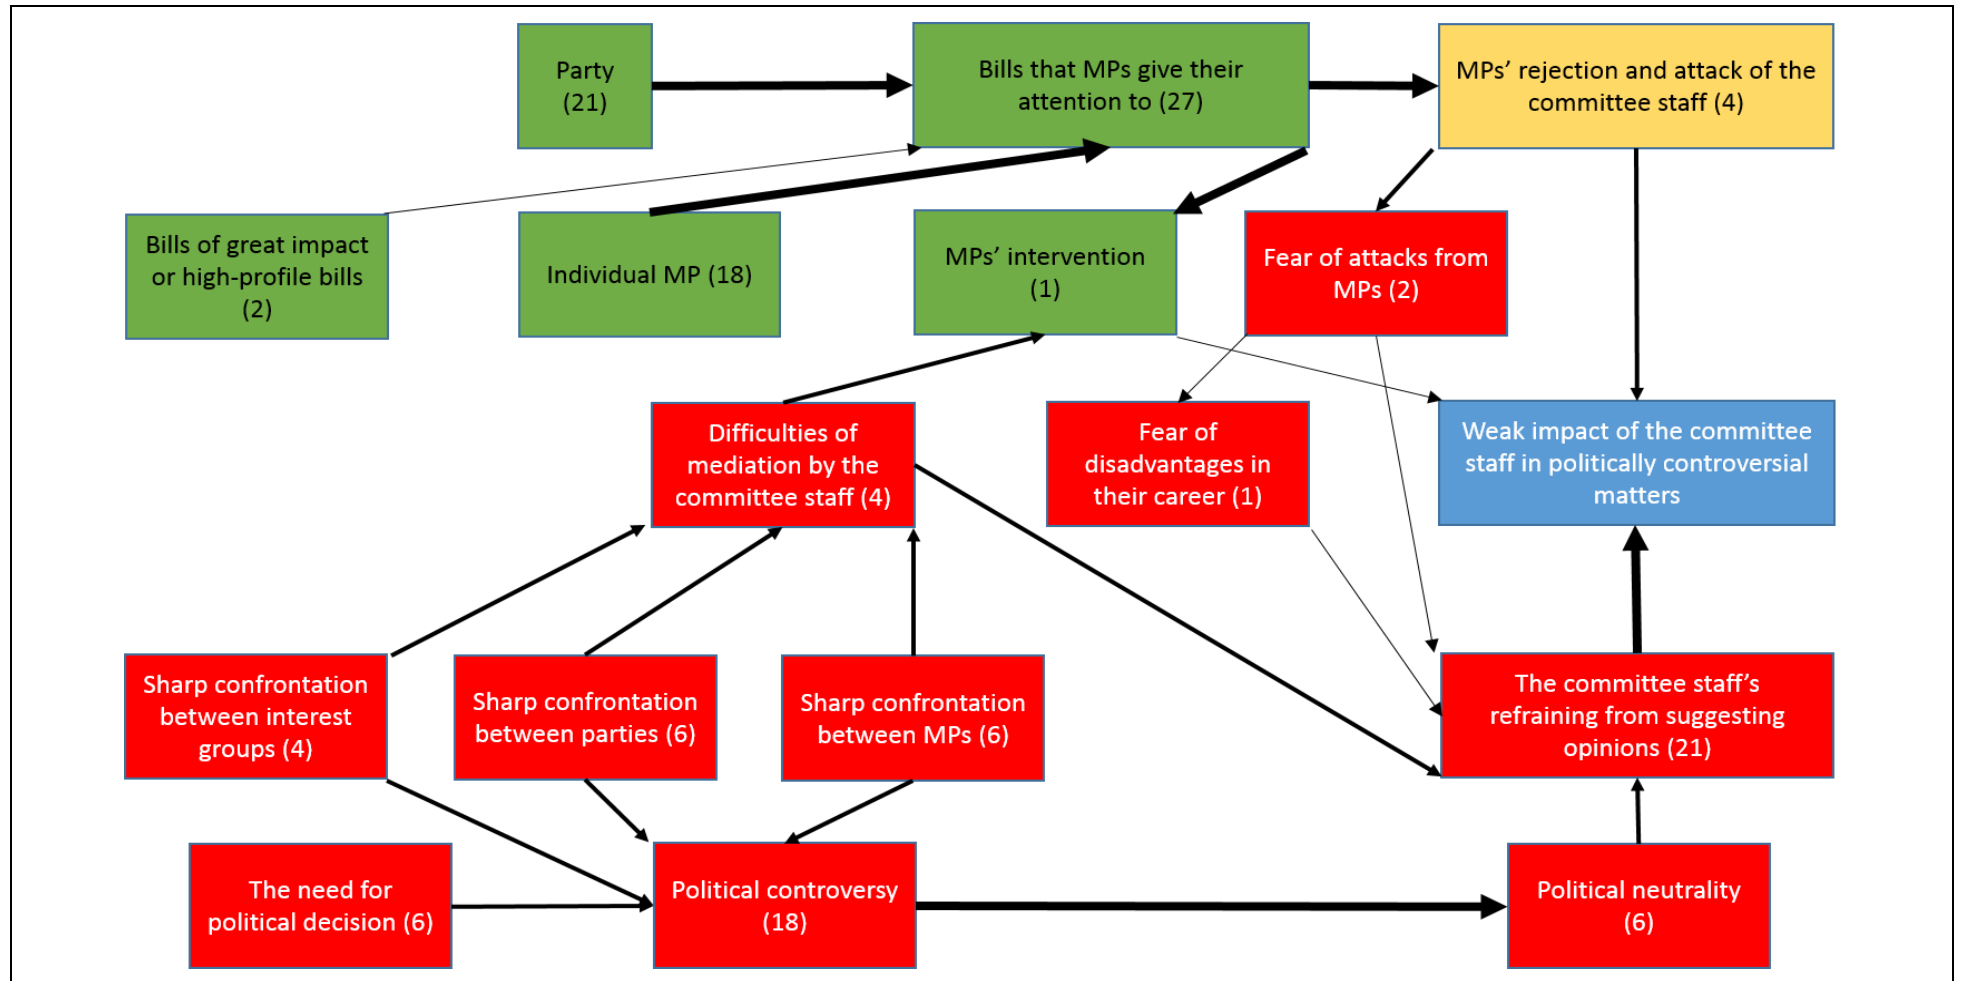 Party
(21)
Bills that MPs give their
attention to (27)
MPs’ rejection and attack of the
committee staff (4)
Bills of great impact
or high-profile bills
(2)
Individual MP (18)
MPs’ intervention
(1)
Fear of attacks from
MPs (2)
Difficulties of
mediation by the
committee staff (4)
Fear of
disadvantages in
their career (1)
Weak impact of the committee
staff in politically controversial
matters
Sharp confrontation
between interest
groups (4)
Sharp confrontation
between parties (6)
Sharp confrontation
between MPs (6)
The committee staff’s
refraining from suggesting
opinions (21)
The need for
political decision (6)
Political controversy
(18)
Political neutrality
(6)